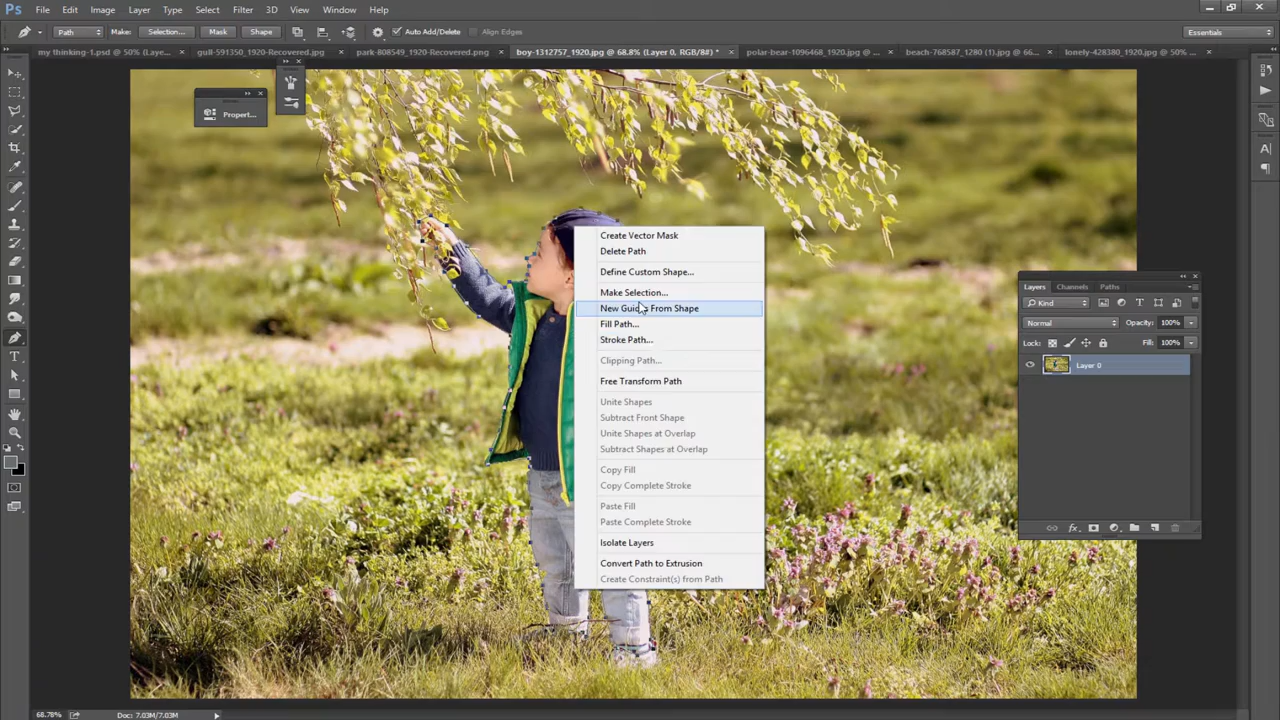 Ps File Edit Image Layer Type Select Filter 3D View Window Help
Path Make: Selection... Mask Shape Auto Add/Delete Align Edges Essentials
my thinking-1.psd @ 50% (Layer... gull-591350_1920-Recovered.jpg park-808549_1920-Recovered.png boy-1312757_1920.jpg @ 68.8% (Layer 0, RGB/8#) * polar-bear-1096468_1920.jpg @ ... beach-768587_1280 (1).jpg @ 66... lonely-428380_1920.jpg @ 50% ...
Propert...
Create Vector Mask
Delete Path
Define Custom Shape...
Make Selection...
New Guides From Shape
Fill Path...
Stroke Path...
Clipping Path...
Free Transform Path
Unite Shapes
Subtract Front Shape
Unite Shapes at Overlap
Subtract Shapes at Overlap
Copy Fill
Copy Complete Stroke
Paste Fill
Paste Complete Stroke
Isolate Layers
Convert Path to Extrusion
Create Constraint(s) from Path
Layers Channels Paths
Kind
Normal Opacity: 100%
Lock: Fill: 100%
Layer 0
68.78% Doc: 7.03M/7.03M